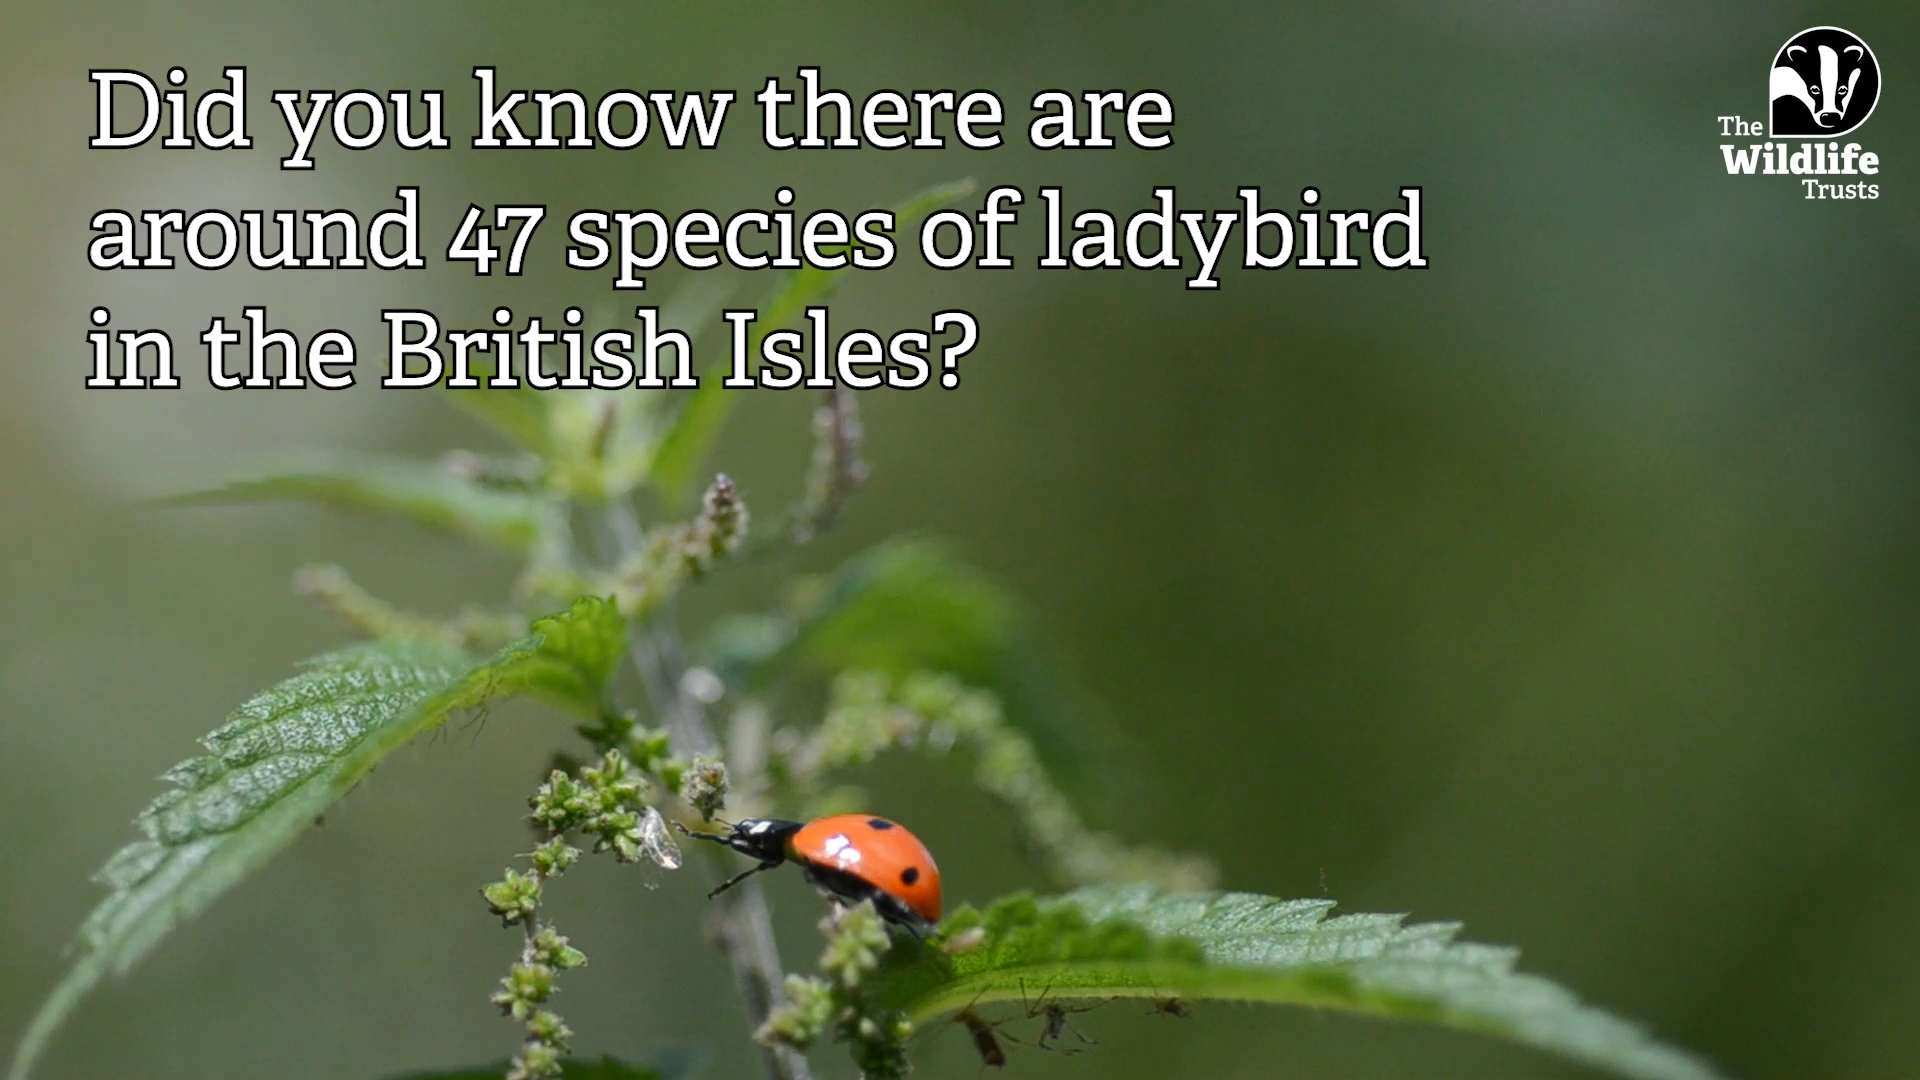 Did you know there are
around 47 species of ladybird
in the British Isles?
The
Wildlife
Trusts